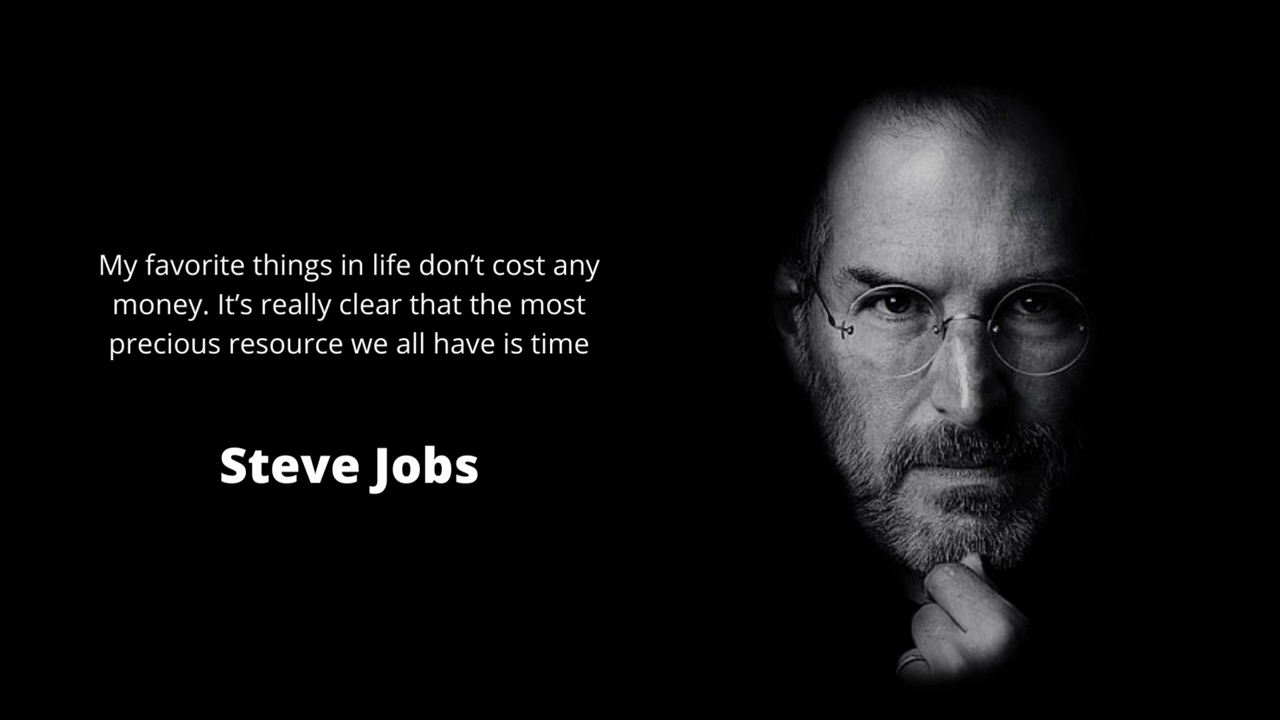 My favorite things in life don’t cost any
money. It’s really clear that the most
precious resource we all have is time
Steve Jobs